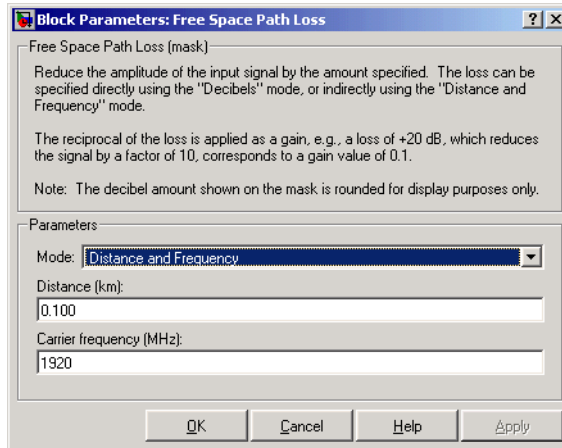 Block Parameters: Free Space Path Loss
Free Space Path Loss (mask)
Reduce the amplitude of the input signal by the amount specified. The loss can be
specified directly using the "Decibels" mode, or indirectly using the "Distance and
Frequency" mode.
The reciprocal of the loss is applied as a gain, e.g., a loss of +20 dB, which reduces
the signal by a factor of 10, corresponds to a gain value of 0.1.
Note: The decibel amount shown on the mask is rounded for display purposes only.
Parameters
Mode: Distance and Frequency
Distance (km):
0.100
Carrier frequency (MHz):
1920
OK Cancel Help Apply